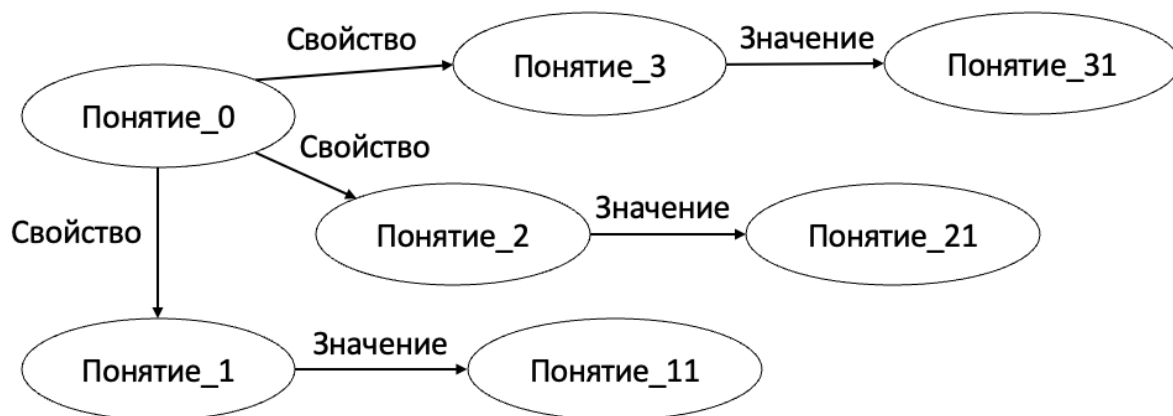 Свойство
Значение
Понятие_3
Понятие_31
Понятие_0
Свойство
Значение
Свойство
Понятие_2
Понятие_21
Значение
Понятие_1
Понятие_11